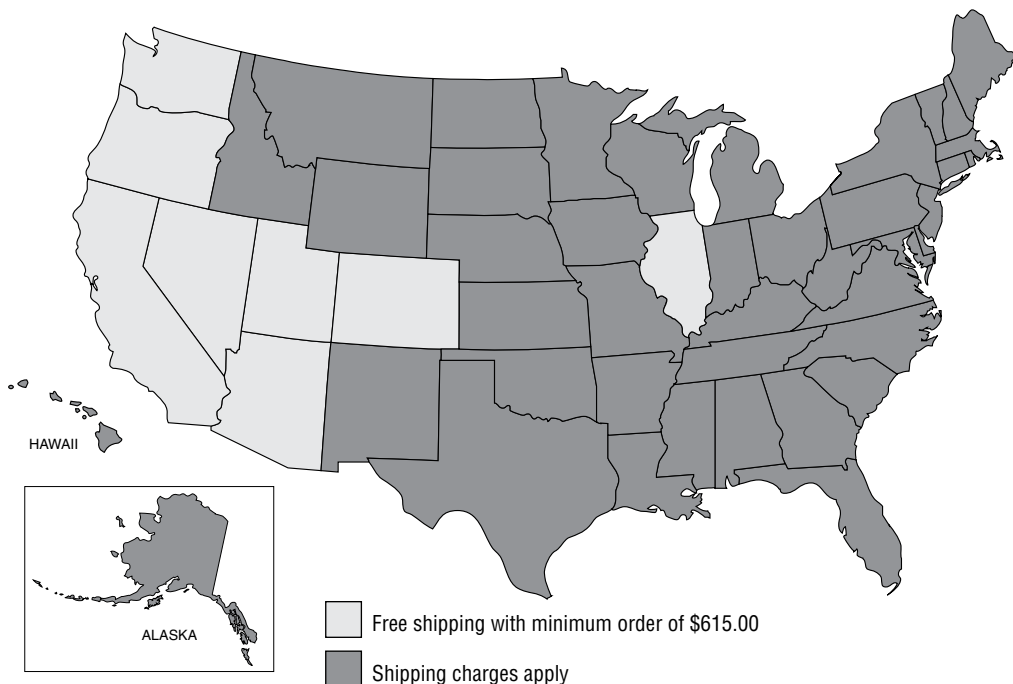 HAWAII
ALASKA
Free shipping with minimum order of $615.00
Shipping charges apply